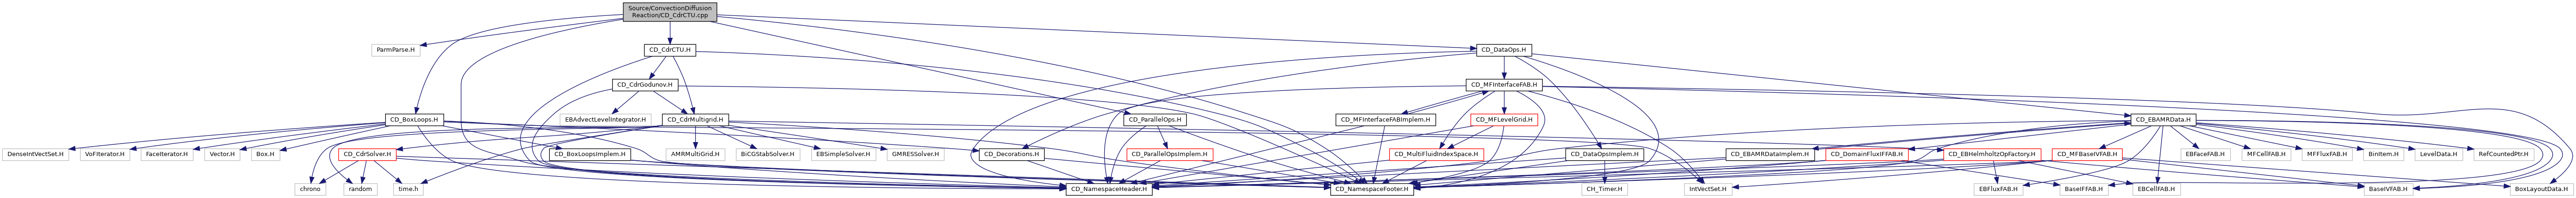 Source/ConvectionDiffusion
Reaction/CD_CdrCTU.cpp
ParmParse.H
CD_CdrCTU.H
CD_DataOps.H
CD_CdrGodunov.H
CD_MFInterfaceFAB.H
CD_BoxLoops.H
EBAdvectLevelIntegrator.H
CD_CdrMultigrid.H
CD_ParallelOps.H
CD_MFInterfaceFABImplem.H
CD_MFLevelGrid.H
CD_EBAMRData.H
DenseIntVectSet.H
VoFIterator.H
FaceIterator.H
Vector.H
Box.H
CD_CdrSolver.H
CD_BoxLoopsImplem.H
AMRMultiGrid.H
BiCGStabSolver.H
EBSimpleSolver.H
GMRESSolver.H
CD_Decorations.H
CD_ParallelOpsImplem.H
CD_MultiFluidIndexSpace.H
CD_DataOpsImplem.H
CD_EBAMRDataImplem.H
CD_DomainFluxIFFAB.H
CD_EBHelmholtzOpFactory.H
CD_MFBaseIVFAB.H
EBFaceFAB.H
MFCellFAB.H
MFFluxFAB.H
BinItem.H
LevelData.H
RefCountedPtr.H
chrono
random
time.h
CD_NamespaceHeader.H
CD_NamespaceFooter.H
CH_Timer.H
IntVectSet.H
EBFluxFAB.H
BaseIFFAB.H
EBCellFAB.H
BaseIVFAB.H
BoxLayoutData.H